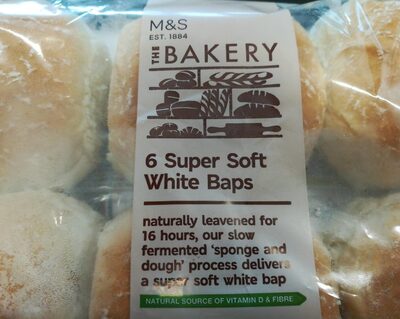 M&S
EST. 1884
THE BAKERY
6 Super Soft
White Baps
naturally leavened for
16 hours, our slow
fermented 'sponge and
dough' process delivers
a super soft white bap
NATURAL SOURCE OF VITAMIN D & FIBRE